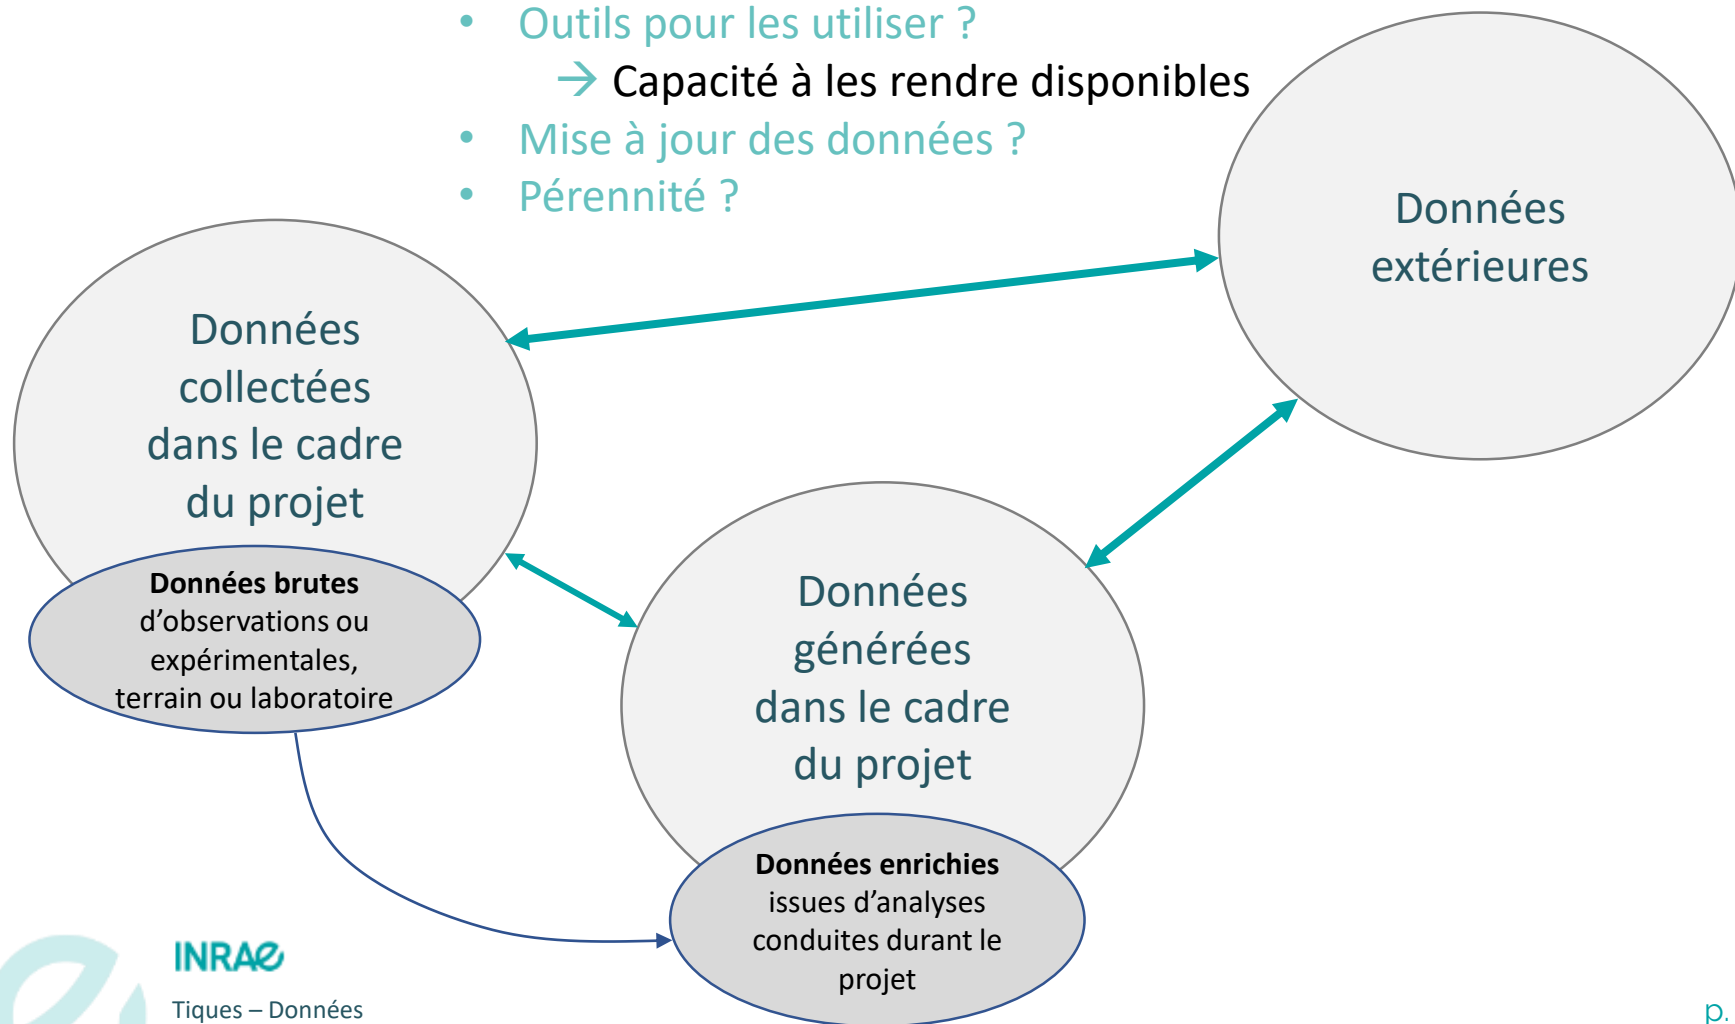 • Outils pour les utiliser ?
→ Capacité à les rendre disponibles
• Mise à jour des données ?
• Pérennité ?
Données
extérieures
Données
collectées
dans le cadre
du projet
Données brutes
d’observations ou
expérimentales,
terrain ou laboratoire
Données
générées
dans le cadre
du projet
Données enrichies
issues d’analyses
conduites durant le
projet
INRAE
Tiques – Données
p.